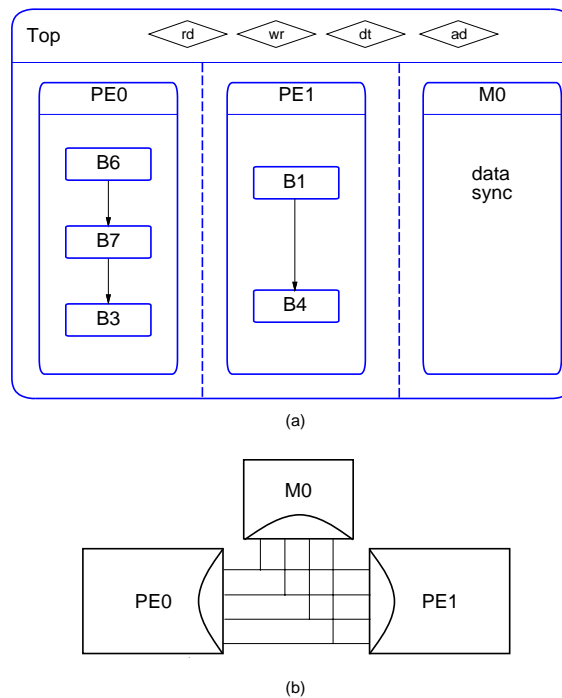 Top rd wr dt ad
PE0 PE1 M0
B6
B1
data
sync
B7
B3
B4
(a)
M0
PE0
PE1
(b)